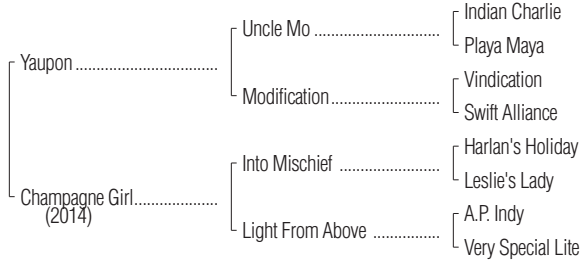 Indian Charlie
Uncle Mo ................................
Playa Maya
Yaupon ....................................
Vindication
Modification............................
Swift Alliance
Harlan's Holiday
Into Mischief .........................
Leslie's Lady
Champagne Girl.....................
(2014)
A.P. Indy
Light From Above .................
Very Special Lite